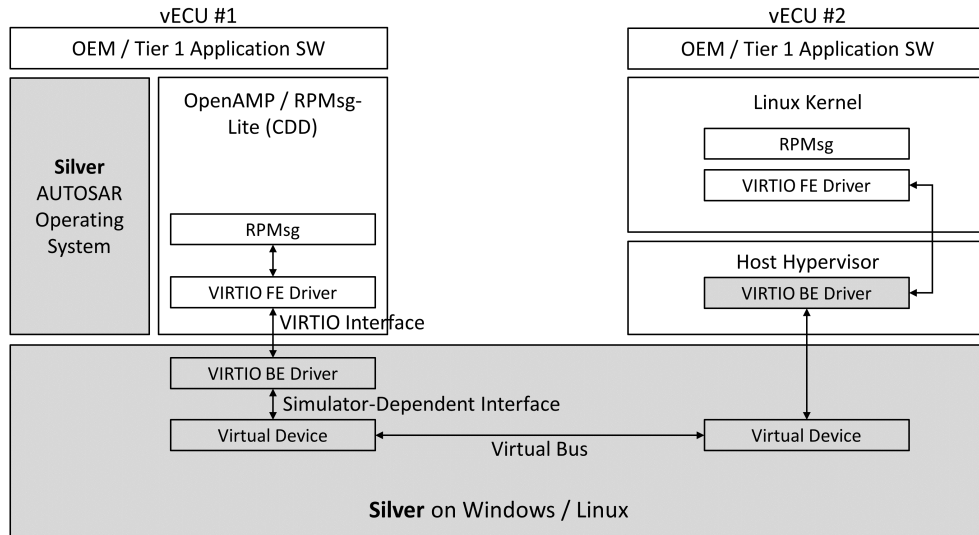 vECU #1
OEM / Tier 1 Application SW
Silver
AUTOSAR
Operating
System
OpenAMP / RPMsg-
Lite (CDD)
RPMsg
VIRTIO FE Driver
VIRTIO Interface
vECU #2
OEM / Tier 1 Application SW
Linux Kernel
RPMsg
VIRTIO FE Driver
Host Hypervisor
VIRTIO BE Driver
VIRTIO BE Driver
Simulator-Dependent Interface
Virtual Device
Virtual Bus
Virtual Device
Silver on Windows / Linux